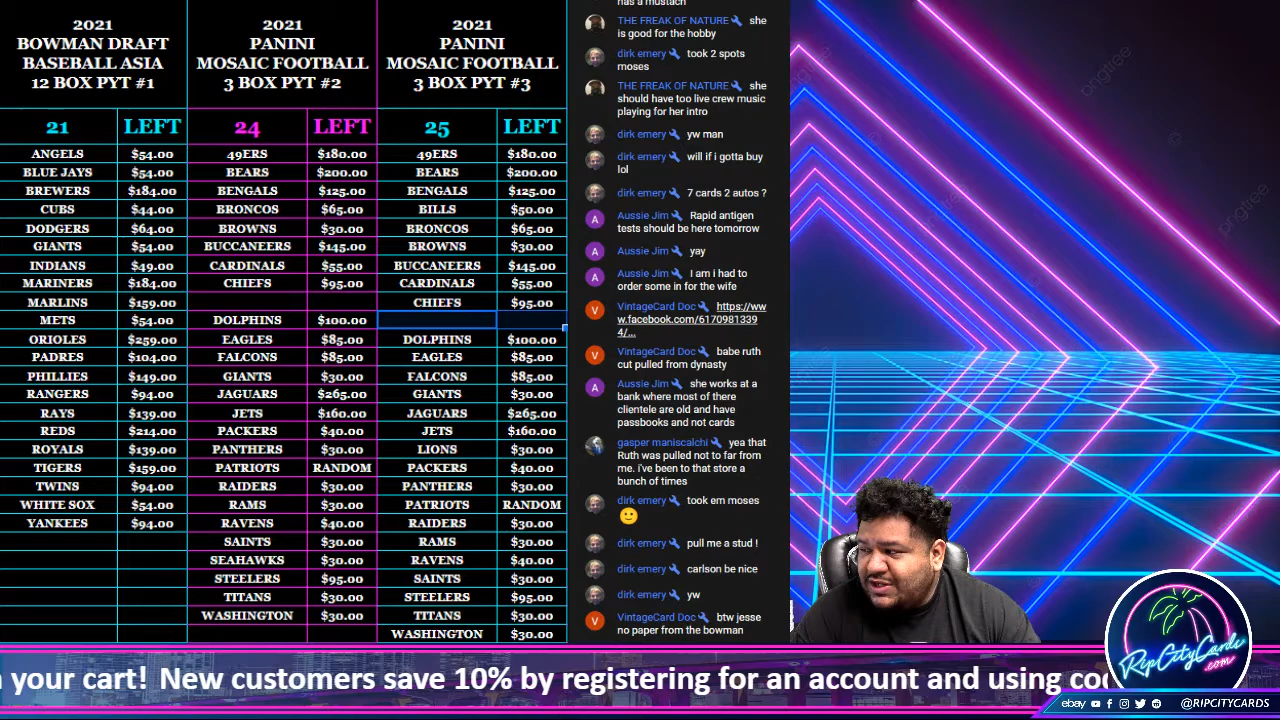 2021
BOWMAN DRAFT
BASEBALL ASIA
12 BOX PYT #1
21 LEFT
ANGELS $54.00
BLUE JAYS $54.00
BREWERS $184.00
CUBS $44.00
DODGERS $64.00
GIANTS $54.00
INDIANS $49.00
MARINERS $184.00
MARLINS $159.00
METS $54.00
ORIOLES $259.00
PADRES $104.00
PHILLIES $149.00
RANGERS $94.00
RAYS $139.00
REDS $214.00
ROYALS $139.00
TIGERS $159.00
TWINS $94.00
WHITE SOX $54.00
YANKEES $94.00
2021
PANINI
MOSAIC FOOTBALL
3 BOX PYT #2
24 LEFT
49ERS $180.00
BEARS $200.00
BENGALS $125.00
BRONCOS $65.00
BROWNS $30.00
BUCCANEERS $145.00
CARDINALS $55.00
CHIEFS $95.00
DOLPHINS $100.00
EAGLES $85.00
FALCONS $85.00
GIANTS $30.00
JAGUARS $265.00
JETS $160.00
PACKERS $40.00
PANTHERS $30.00
PATRIOTS RANDOM
RAIDERS $30.00
RAMS $30.00
RAVENS $40.00
SAINTS $30.00
SEAHAWKS $30.00
STEELERS $95.00
TITANS $30.00
WASHINGTON $30.00
2021
PANINI
MOSAIC FOOTBALL
3 BOX PYT #3
25 LEFT
49ERS $180.00
BEARS $200.00
BENGALS $125.00
BILLS $50.00
BRONCOS $65.00
BROWNS $30.00
BUCCANEERS $145.00
CARDINALS $55.00
CHIEFS $95.00
DOLPHINS $100.00
EAGLES $85.00
FALCONS $85.00
GIANTS $30.00
JAGUARS $265.00
JETS $160.00
LIONS $30.00
PACKERS $40.00
PANTHERS $30.00
PATRIOTS RANDOM
RAIDERS $30.00
RAMS $30.00
RAVENS $40.00
SAINTS $30.00
STEELERS $95.00
TITANS $30.00
WASHINGTON $30.00
has a mustach
THE FREAK OF NATURE she
is good for the hobby
dirk emery took 2 spots
moses
THE FREAK OF NATURE she
should have too live crew music
playing for her intro
dirk emery yw man
dirk emery will if i gotta buy
lol
dirk emery 7 cards 2 autos ?
A Aussie Jim Rapid antigen
tests should be here tomorrow
A Aussie Jim yay
A Aussie Jim I am i had to
order some in for the wife
V VintageCard Doc https://ww
w.facebook.com/6170981339
4/...
V VintageCard Doc babe ruth
cut pulled from dynasty
A Aussie Jim she works at a
bank where most of there
clientele are old and have
passbooks and not cards
gasper maniscalchi yea that
Ruth was pulled not to far from
me. i've been to that store a
bunch of times
dirk emery took em moses
🙂
dirk emery pull me a stud !
dirk emery carlson be nice
dirk emery yw
V VintageCard Doc btw jesse
no paper from the bowman
pngtree
pngtree
pngtree
RipCityCards
.com
your cart! New customers save 10% by registering for an account and using
ebay @RIPCITYCARDS